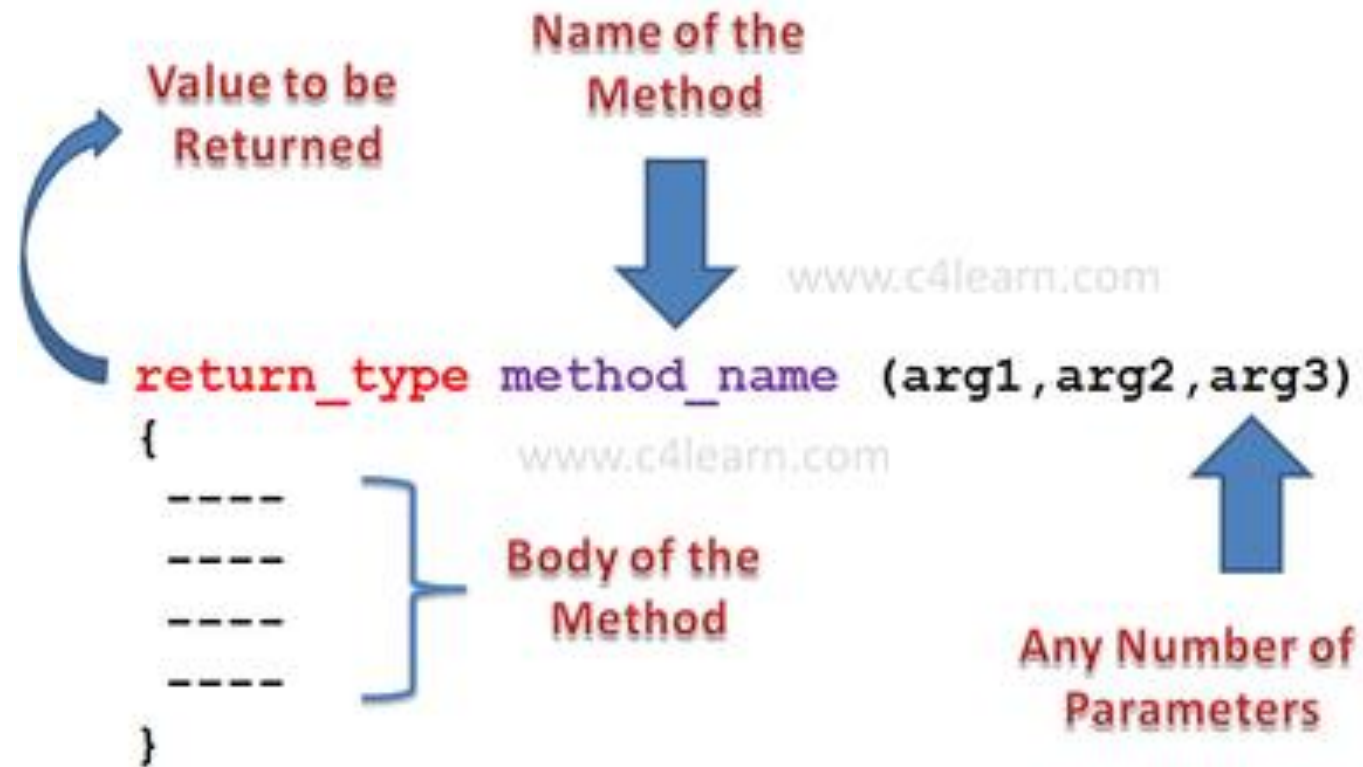 Name of the
Method
Value to be
Returned
www.c4learn.com
return_type method_name (arg1,arg2,arg3)
{
www.c4learn.com
----
----
Body of the
Method
----
----
Any Number of
Parameters
}